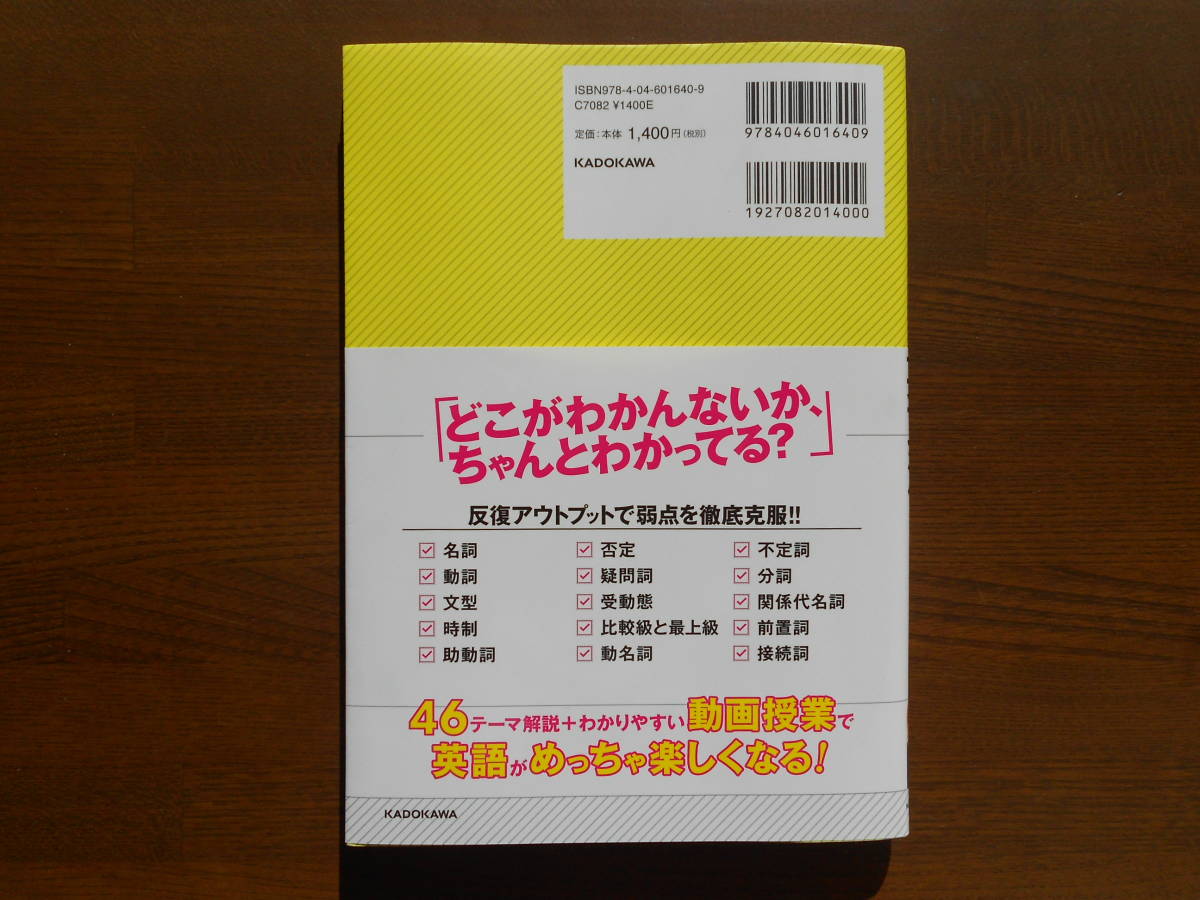 ISBN978-4-04-601640-9
C7082 ¥1400E
定価:本体 1,400円(税別)
KADOKAWA
9784046016409
1927082014000
「どこがわかんないか、
ちゃんとわかってる?」
反復アウトプットで弱点を徹底克服!!
名詞
動詞
文型
時制
助動詞
否定
疑問詞
受動態
比較級と最上級
動名詞
不定詞
分詞
関係代名詞
前置詞
接続詞
46テーマ解説+わかりやすい動画授業で
英語がめっちゃ楽しくなる!
KADOKAWA